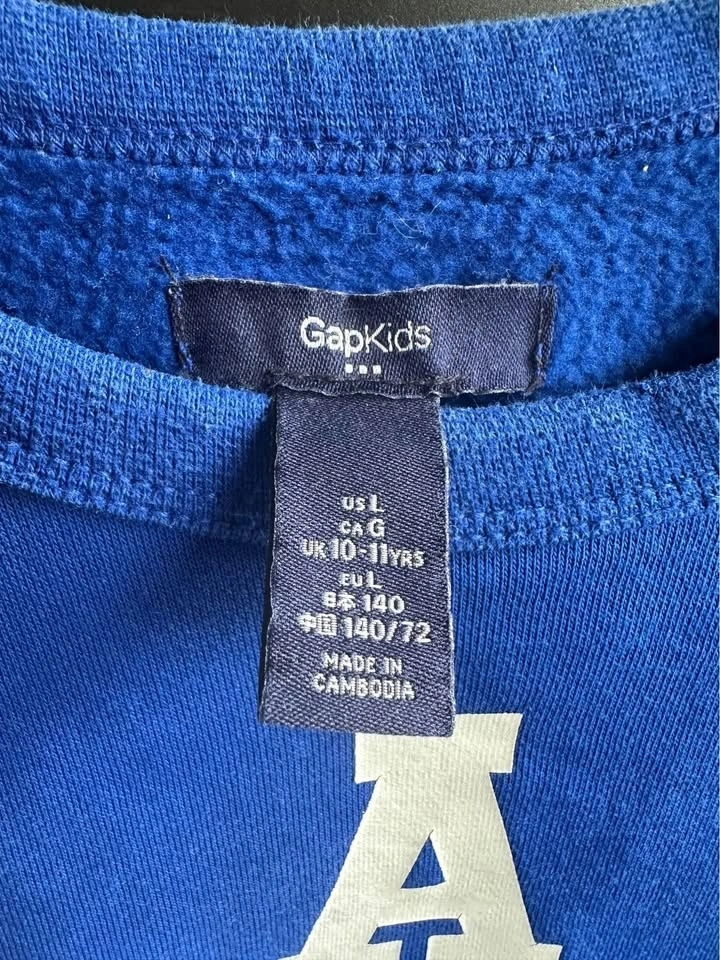 GapKids
US L
CA G
UK 10-11YRS
EU L
日本 140
中国 140/72
MADE IN
CAMBODIA
A